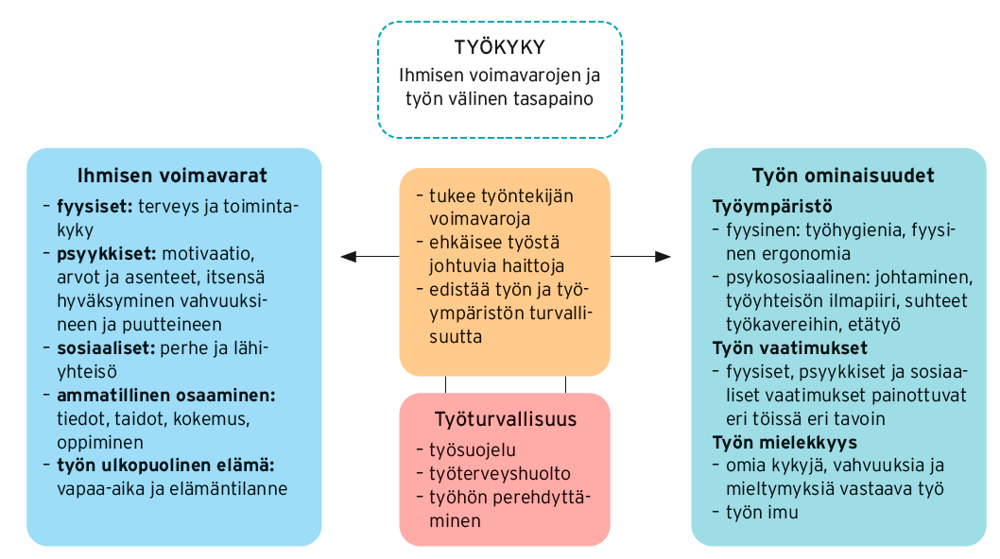 TYÖKYKY
Ihmisen voimavarojen ja
työn välinen tasapaino
Ihmisen voimavarat
– fyysiset: terveys ja toiminta-
kyky
– psyykkiset: motivaatio,
arvot ja asenteet, itsensä
hyväksyminen vahvuuksi-
neen ja puutteineen
– sosiaaliset: perhe ja lähi-
yhteisö
– ammatillinen osaaminen:
tiedot, taidot, kokemus,
oppiminen
– työn ulkopuolinen elämä:
vapaa-aika ja elämäntilanne
– tukee työntekijän
voimavaroja
– ehkäisee työstä
johtuvia haittoja
– edistää työn ja työ-
ympäristön turvalli-
suutta
Työturvallisuus
– työsuojelu
– työterveyshuolto
– työhön perehdyttä-
minen
Työn ominaisuudet
Työympäristö
– fyysinen: työhygienia, fyysi-
nen ergonomia
– psykososiaalinen: johtaminen,
työyhteisön ilmapiiri, suhteet
työkavereihin, etätyö
Työn vaatimukset
– fyysiset, psyykkiset ja sosiaa-
liset vaatimukset painottuvat
eri töissä eri tavoin
Työn mielekkyys
– omia kykyjä, vahvuuksia ja
mieltymyksiä vastaava työ
– työn imu